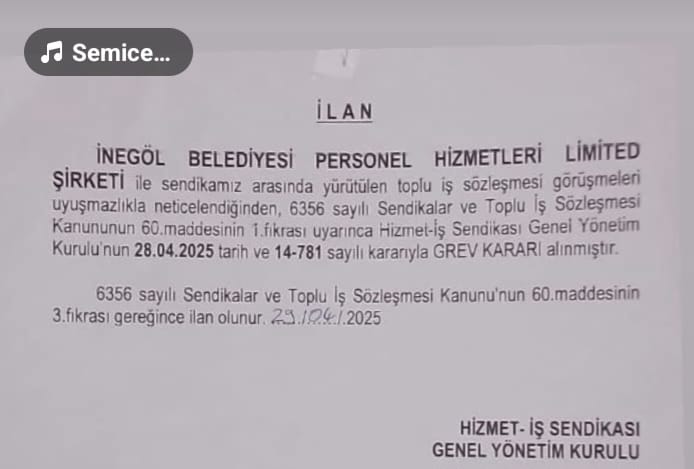 Semice...
İLAN
İNEGÖL BELEDİYESİ PERSONEL HİZMETLERİ LİMİTED
ŞİRKETİ ile sendikamız arasında yürütülen toplu iş sözleşmesi görüşmeleri
uyuşmazlıkla neticelendiğinden, 6356 sayılı Sendikalar ve Toplu İş Sözleşmesi
Kanununun 60.maddesinin 1.fıkrası uyarınca Hizmet-İş Sendikası Genel Yönetim
Kurulu'nun 28.04.2025 tarih ve 14-781 sayılı kararıyla GREV KARARI alınmıştır.
6356 sayılı Sendikalar ve Toplu İş Sözleşmesi Kanunu'nun 60.maddesinin
3.fıkrası gereğince ilan olunur. 29./04./.2025
HİZMET- İŞ SENDİKASI
GENEL YÖNETİM KURULU